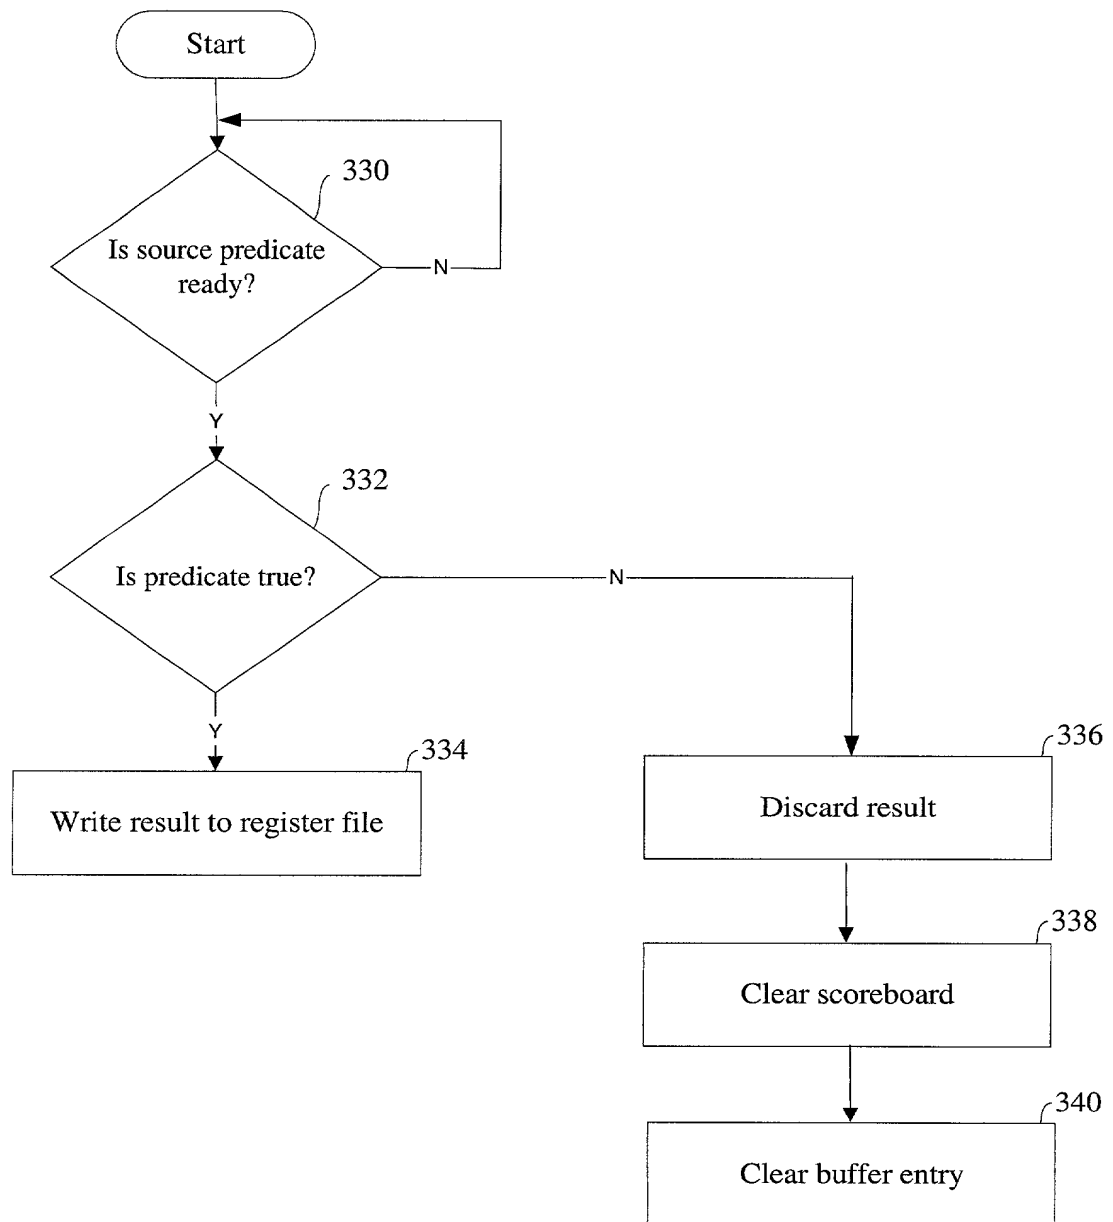 Start
330
Is source predicate
ready?
N
Y
332
Is predicate true?
N
Y
334
Write result to register file
336
Discard result
338
Clear scoreboard
340
Clear buffer entry